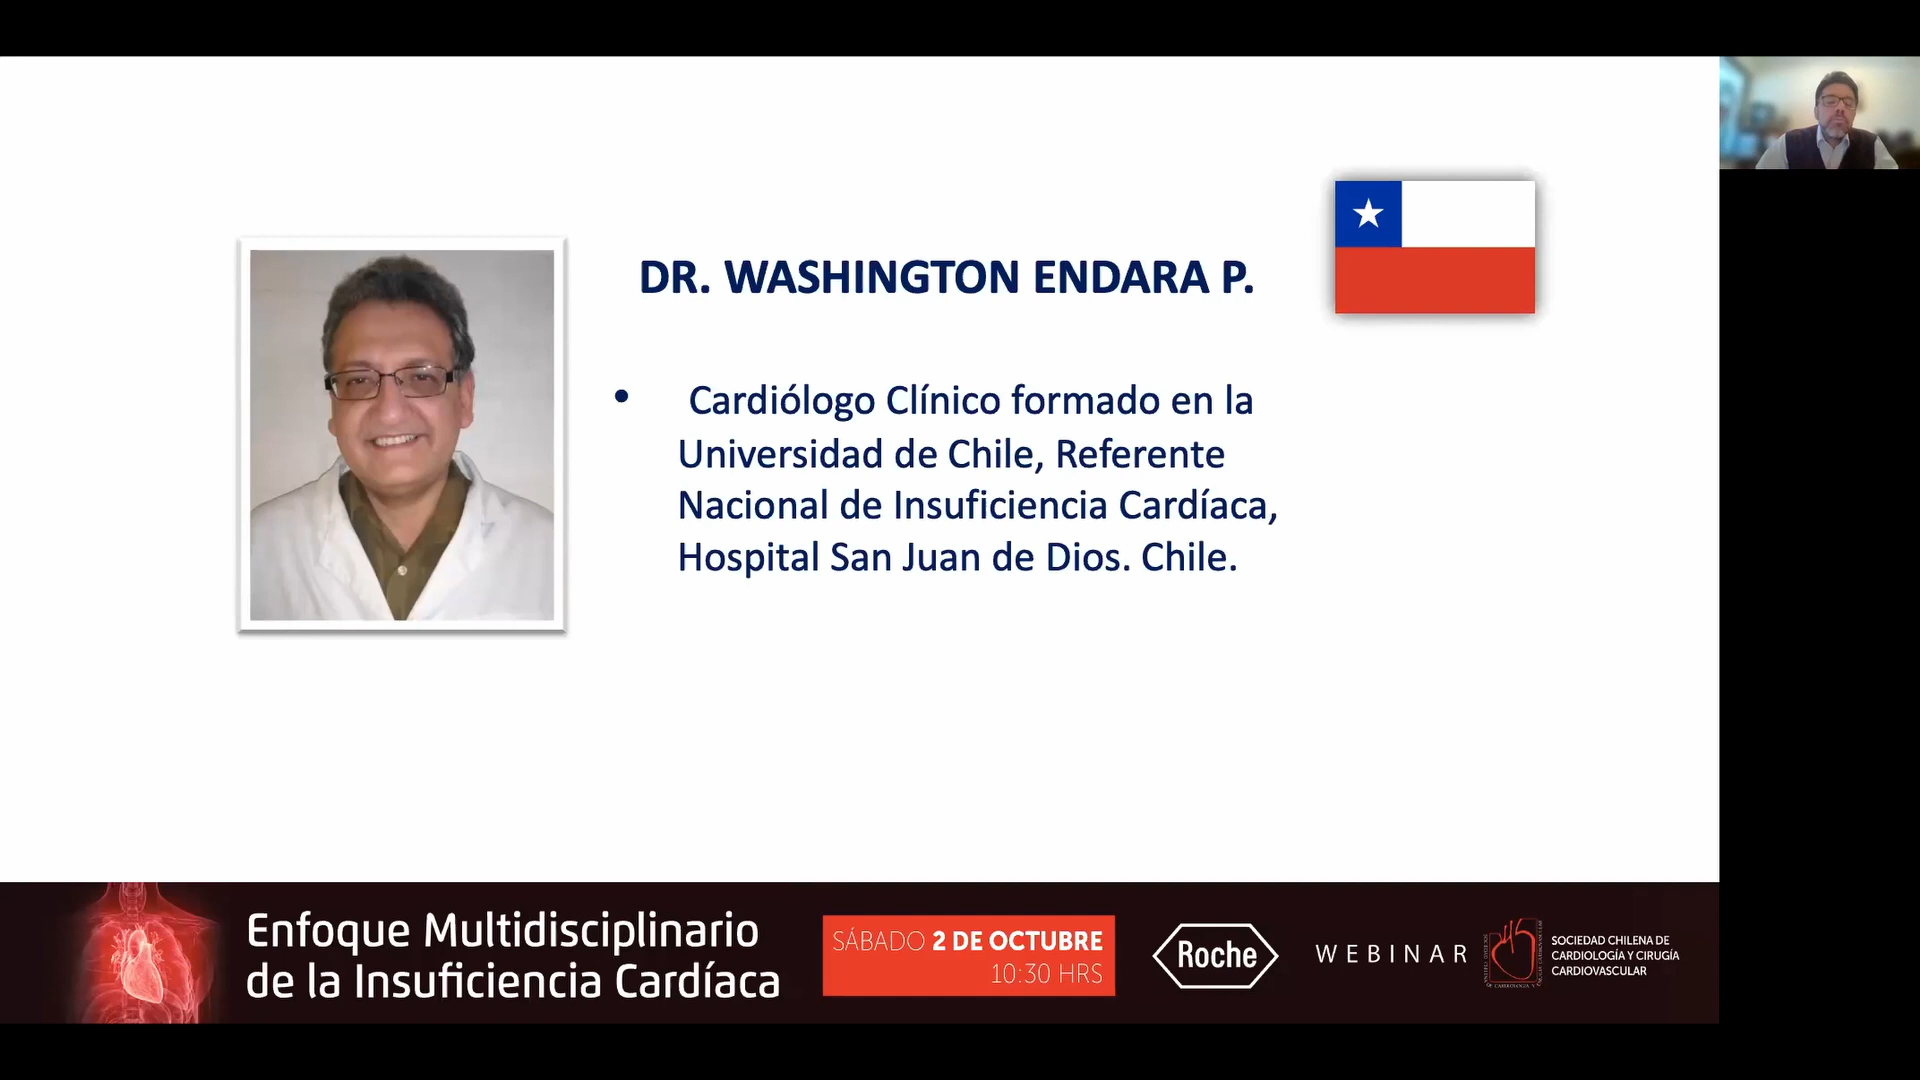 DR. WASHINGTON ENDARA P.
• Cardiólogo Clínico formado en la
Universidad de Chile, Referente
Nacional de Insuficiencia Cardíaca,
Hospital San Juan de Dios. Chile.
Enfoque Multidisciplinario
de la Insuficiencia Cardíaca
SÁBADO 2 DE OCTUBRE
10:30 HRS
Roche
WEBINAR
SOCIEDAD CHILENA DE
CARDIOLOGÍA Y CIRUGÍA
CARDIOVASCULAR